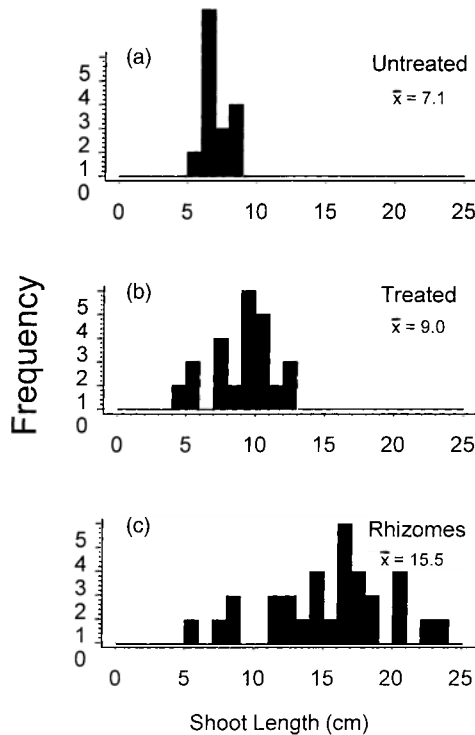 (a)
Untreated
x̄ = 7.1
5
4
3
2
1
0
0 5 10 15 20 25
(b)
Treated
x̄ = 9.0
5
4
3
2
1
0
0 5 10 15 20 25
Frequency
(c)
Rhizomes
x̄ = 15.5
5
4
3
2
1
0
0 5 10 15 20 25
Shoot Length (cm)